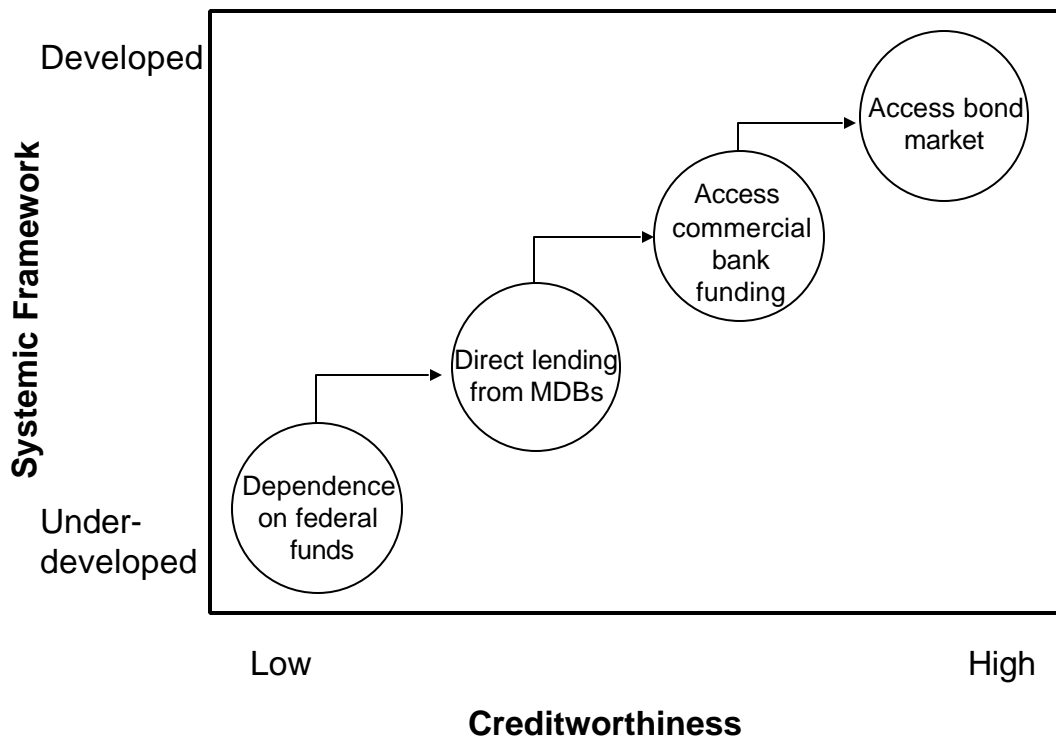 Developed
Access bond
market
Access
commercial
bank
funding
Systemic Framework
Direct lending
from MDBs
Dependence
on federal
funds
Under-
developed
Low
High
Creditworthiness